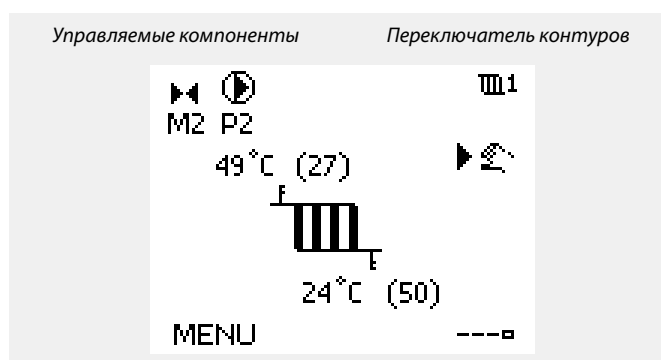 Управляемые компоненты Переключатель контуров
1
M2 P2
49°C (27)
24°C (50)
MENU